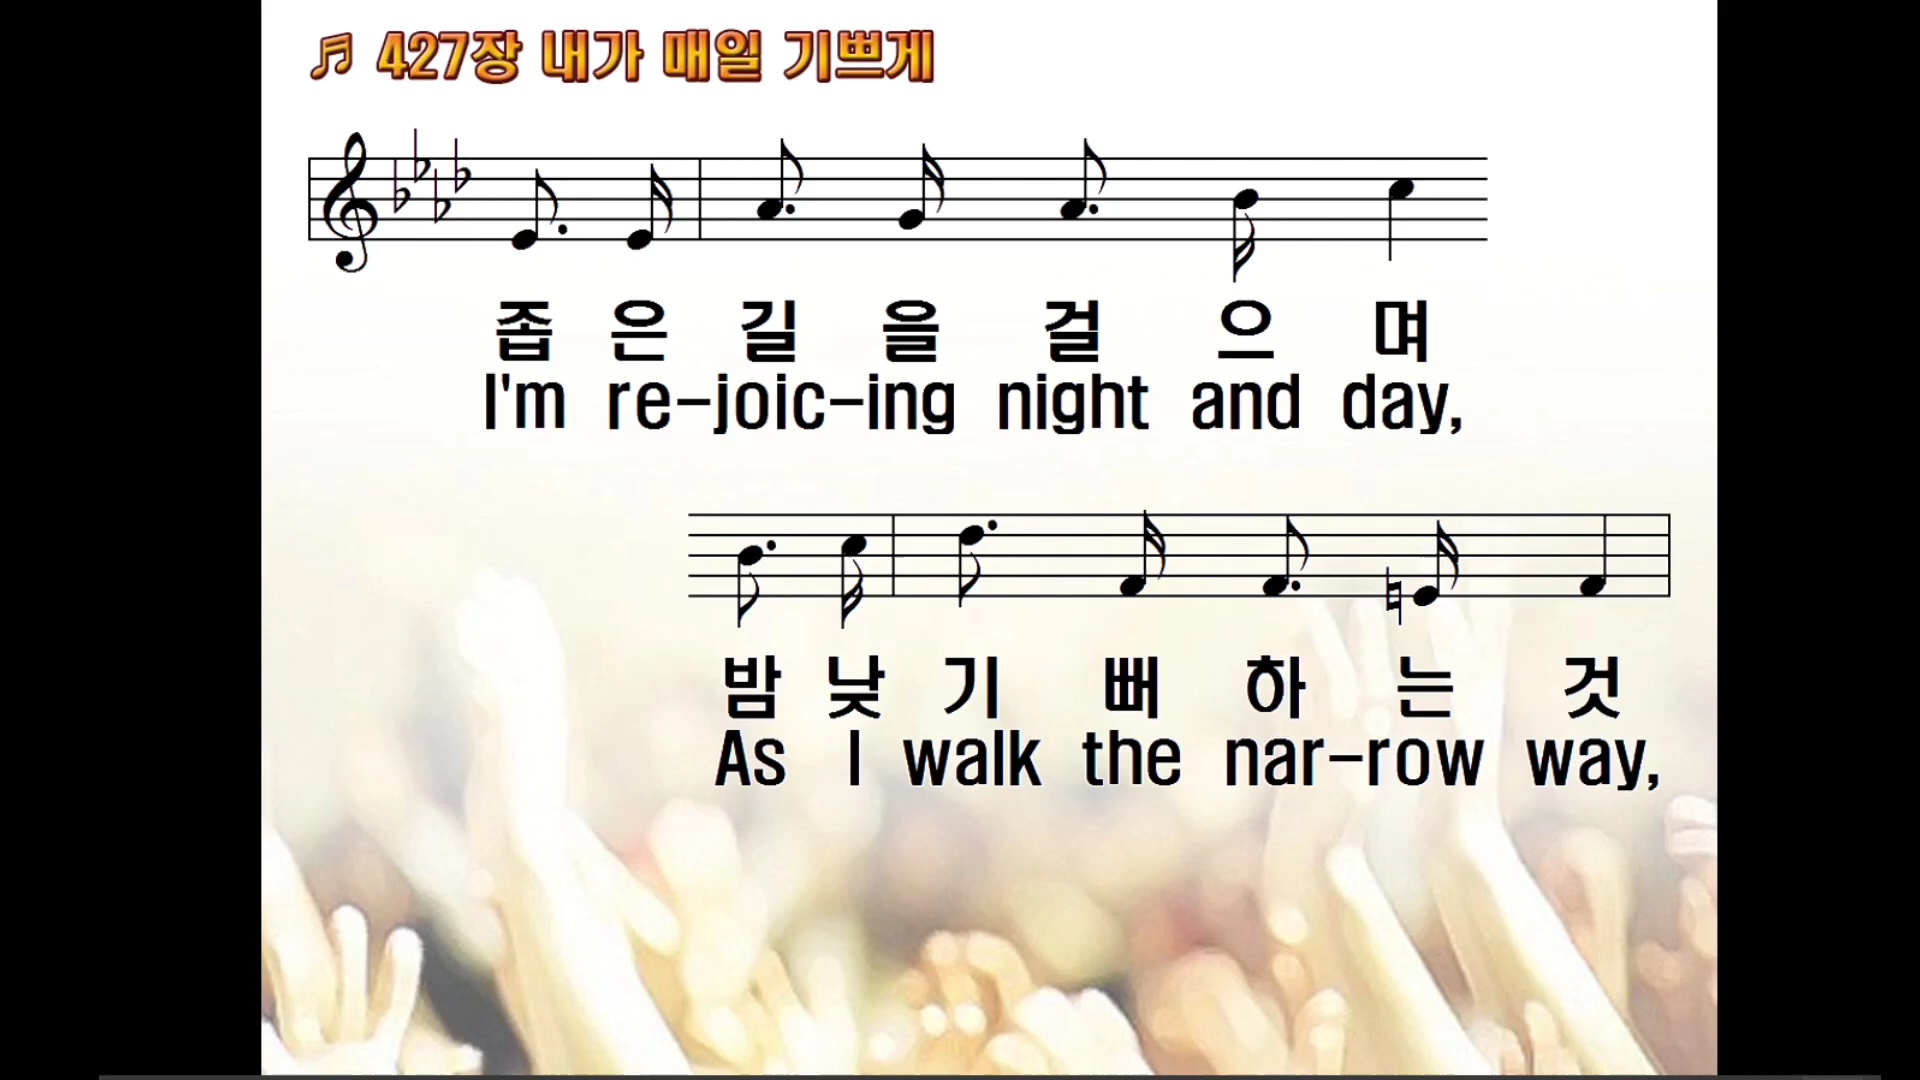 427장 내가 매일 기쁘게
좁은 길을 걸으며
I'm re-joic-ing night and day,
밤낮 기뻐하는 것
As I walk the nar-row way,